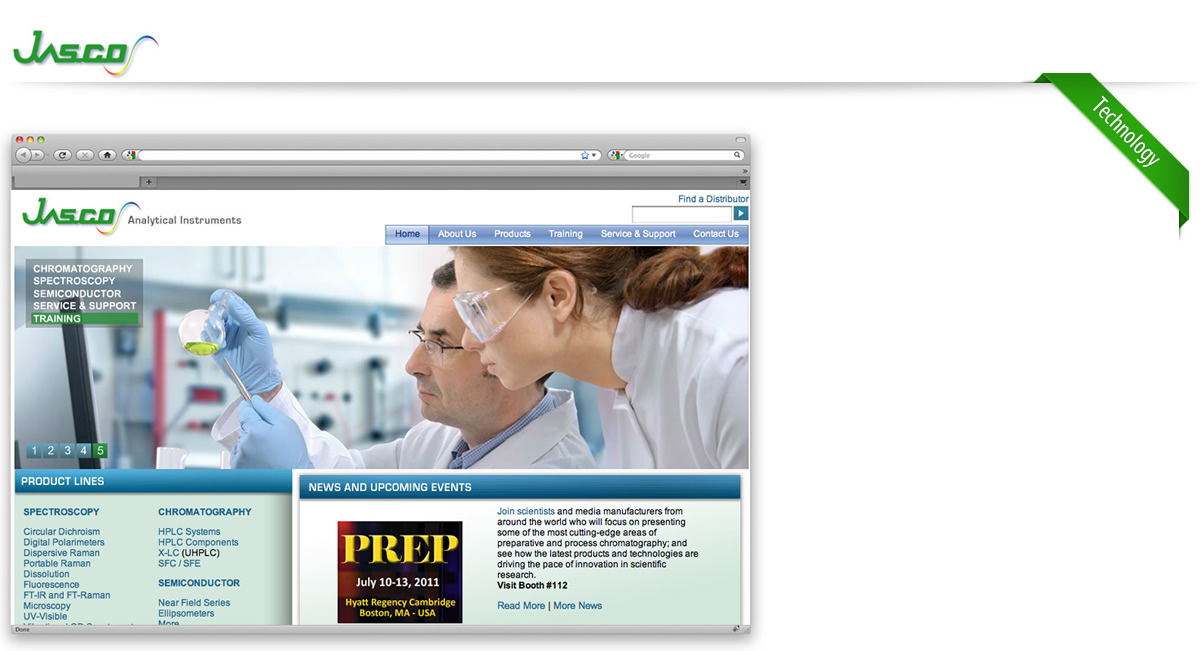 JASCO
Technology
Google
Find a Distributor
JASCO Analytical Instruments
Home About Us Products Training Service & Support Contact Us
CHROMATOGRAPHY
SPECTROSCOPY
SEMICONDUCTOR
SERVICE & SUPPORT
TRAINING
1 2 3 4 5
PRODUCT LINES
SPECTROSCOPY
Circular Dichroism
Digital Polarimeters
Dispersive Raman
Portable Raman
Dissolution
Fluorescence
FT-IR and FT-Raman
Microscopy
UV-Visible
CHROMATOGRAPHY
HPLC Systems
HPLC Components
X-LC (UHPLC)
SFC / SFE
SEMICONDUCTOR
Near Field Series
Ellipsometers
More
NEWS AND UPCOMING EVENTS
PREP
July 10-13, 2011
Hyatt Regency Cambridge
Boston, MA - USA
Join scientists and media manufacturers from
around the world who will focus on presenting
some of the most cutting-edge areas of
preparative and process chromatography; and
see how the latest products and technologies are
driving the pace of innovation in scientific
research.
Visit Booth #112
Read More | More News
Done